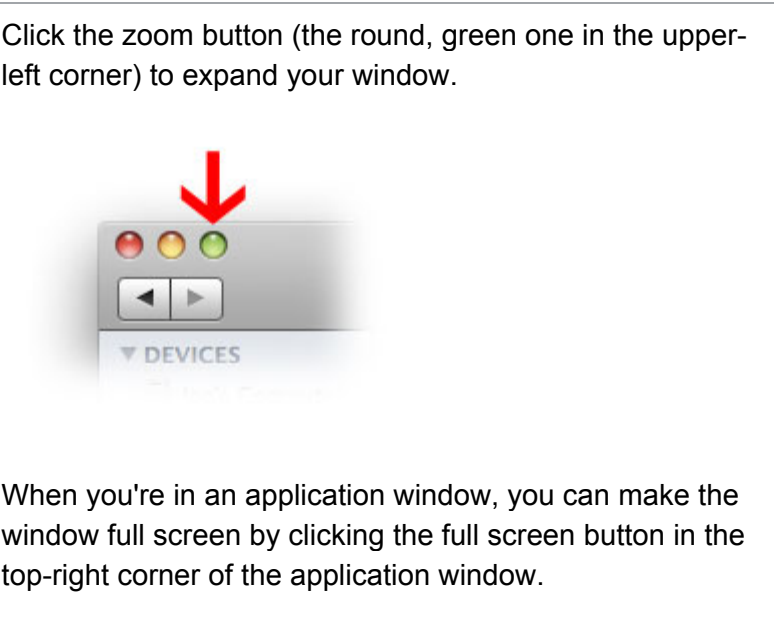 Click the zoom button (the round, green one in the upper-
left corner) to expand your window.
DEVICES
When you're in an application window, you can make the
window full screen by clicking the full screen button in the
top-right corner of the application window.